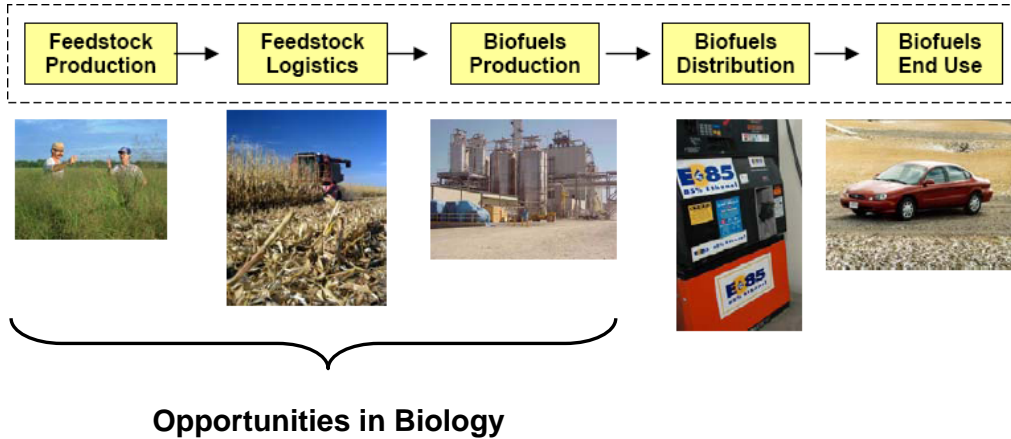 Feedstock
Production
Feedstock
Logistics
Biofuels
Production
Biofuels
Distribution
Biofuels
End Use
E85
85% Ethanol
E85
85% Ethanol
Opportunities in Biology